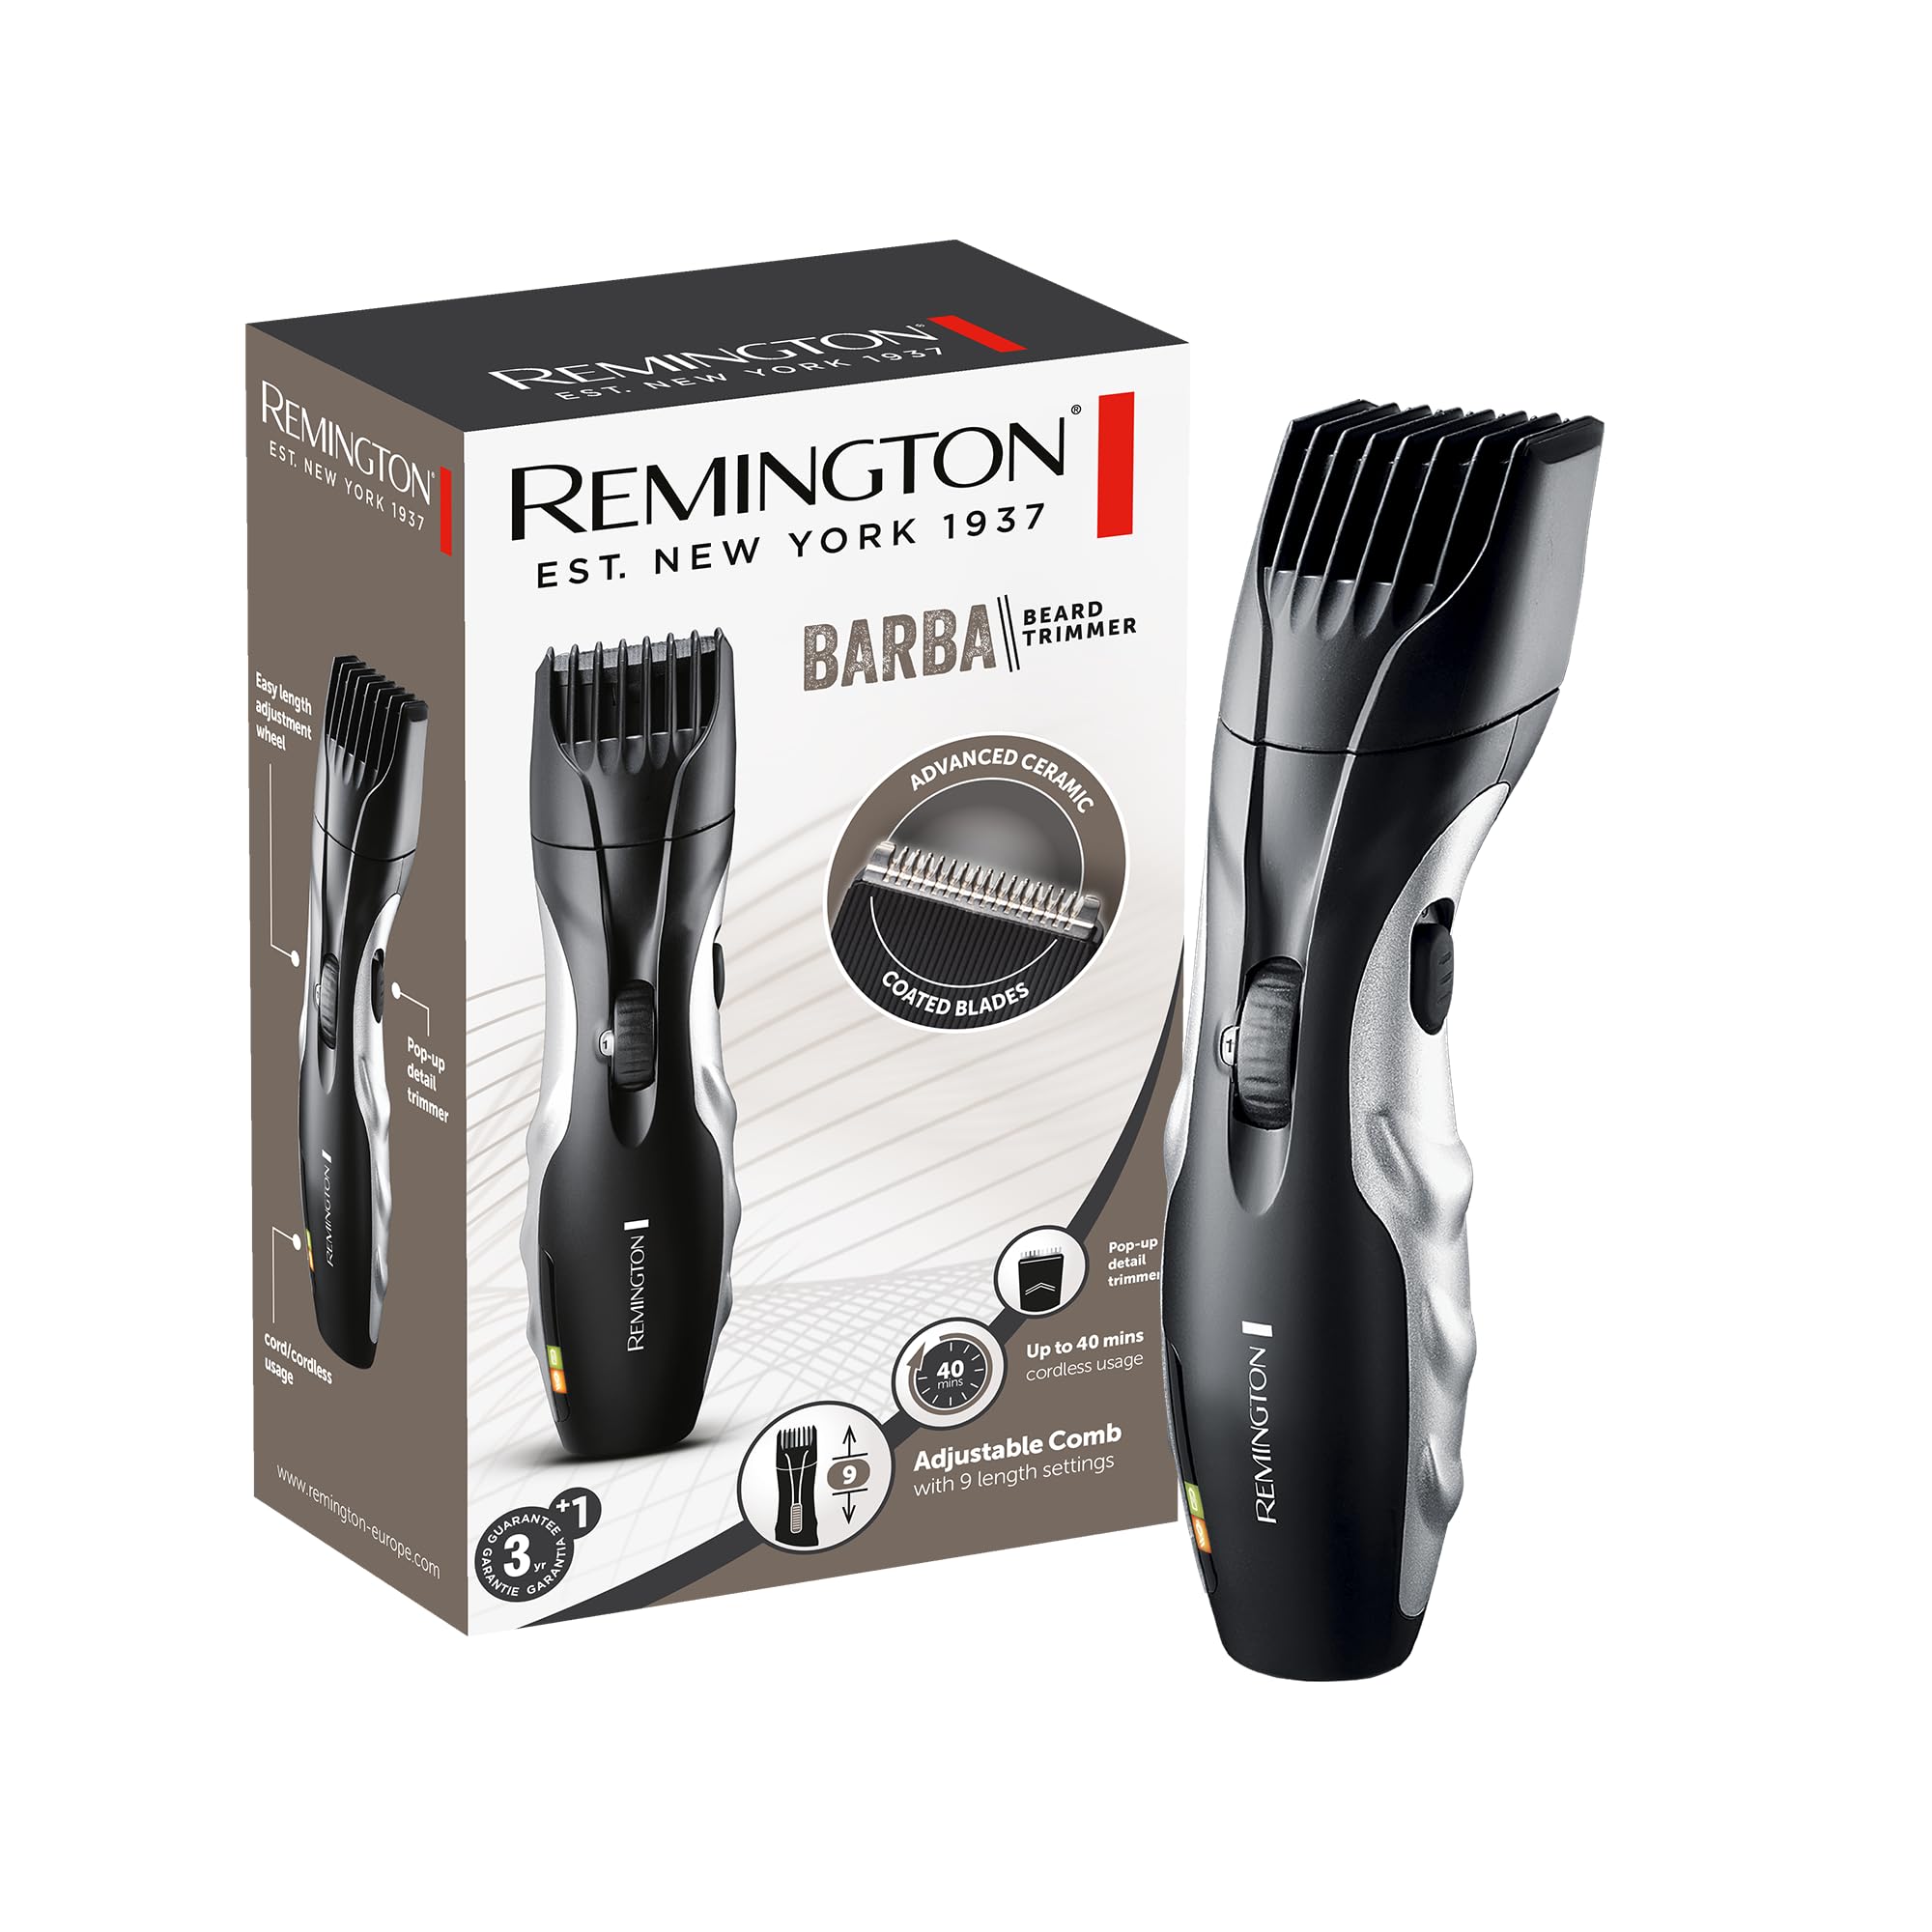 REMINGTON®
EST. NEW YORK 1937
REMINGTON®
EST. NEW YORK 1937
Easy length
adjustment
wheel
Pop-up
detail
trimmer
REMINGTON
cord/cordless
usage
www.remington-europe.com
REMINGTON®
EST. NEW YORK 1937
BARBA
BEARD
TRIMMER
ADVANCED CERAMIC
COATED BLADES
1
REMINGTON
Pop-up
detail
trimmer
40
mins
Up to 40 mins
cordless usage
9
Adjustable Comb
with 9 length settings
+1
GUARANTEE
3 yr
GARANTIE GARANTIA
1
REMINGTON